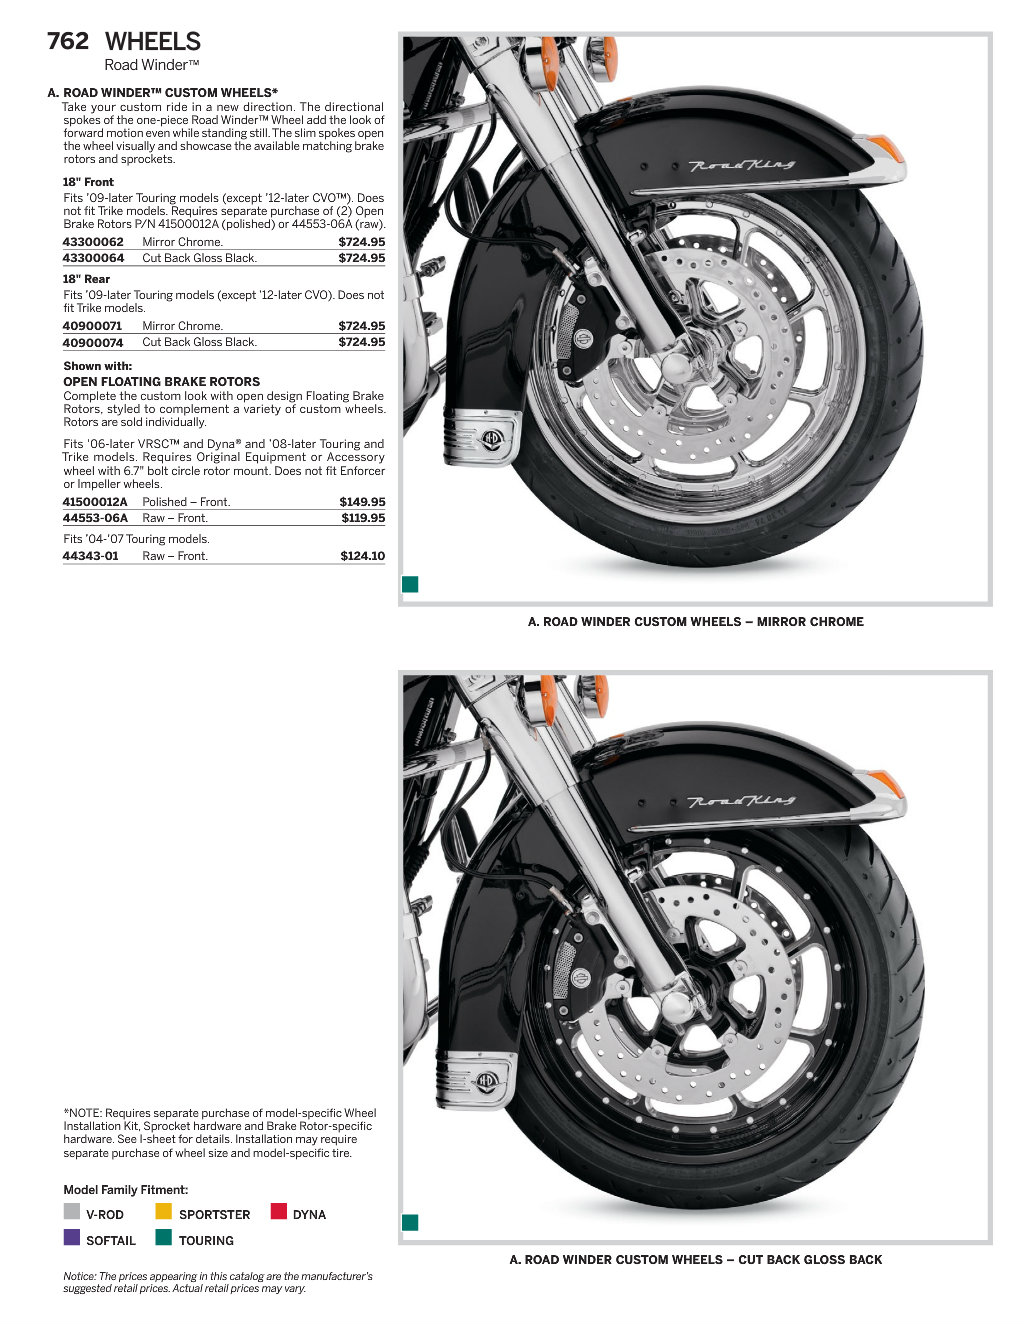 762 WHEELS
Road Winder™
A. ROAD WINDER™ CUSTOM WHEELS*
Take your custom ride in a new direction. The directional
spokes of the one-piece Road Winder™ Wheel add the look of
forward motion even while standing still. The slim spokes open
the wheel visually and showcase the available matching brake
rotors and sprockets.
18" Front
Fits '09-later Touring models (except '12-later CVO™). Does
not fit Trike models. Requires separate purchase of (2) Open
Brake Rotors P/N 41500012A (polished) or 44553-06A (raw).
43300062 Mirror Chrome. $724.95
43300064 Cut Back Gloss Black. $724.95
18" Rear
Fits '09-later Touring models (except '12-later CVO). Does not
fit Trike models.
40900071 Mirror Chrome. $724.95
40900074 Cut Back Gloss Black. $724.95
Shown with:
OPEN FLOATING BRAKE ROTORS
Complete the custom look with open design Floating Brake
Rotors, styled to complement a variety of custom wheels.
Rotors are sold individually.
Fits '06-later VRSC™ and Dyna® and '08-later Touring and
Trike models. Requires Original Equipment or Accessory
wheel with 6.7" bolt circle rotor mount. Does not fit Enforcer
or Impeller wheels.
41500012A Polished – Front. $149.95
44553-06A Raw – Front. $119.95
Fits '04-'07 Touring models.
44343-01 Raw – Front. $124.10
Road King
H-D
A. ROAD WINDER CUSTOM WHEELS – MIRROR CHROME
Road King
H-D
A. ROAD WINDER CUSTOM WHEELS – CUT BACK GLOSS BACK
*NOTE: Requires separate purchase of model-specific Wheel
Installation Kit, Sprocket hardware and Brake Rotor-specific
hardware. See I-sheet for details. Installation may require
separate purchase of wheel size and model-specific tire.
Model Family Fitment:
V-ROD SPORTSTER DYNA
SOFTAIL TOURING
Notice: The prices appearing in this catalog are the manufacturer's
suggested retail prices. Actual retail prices may vary.